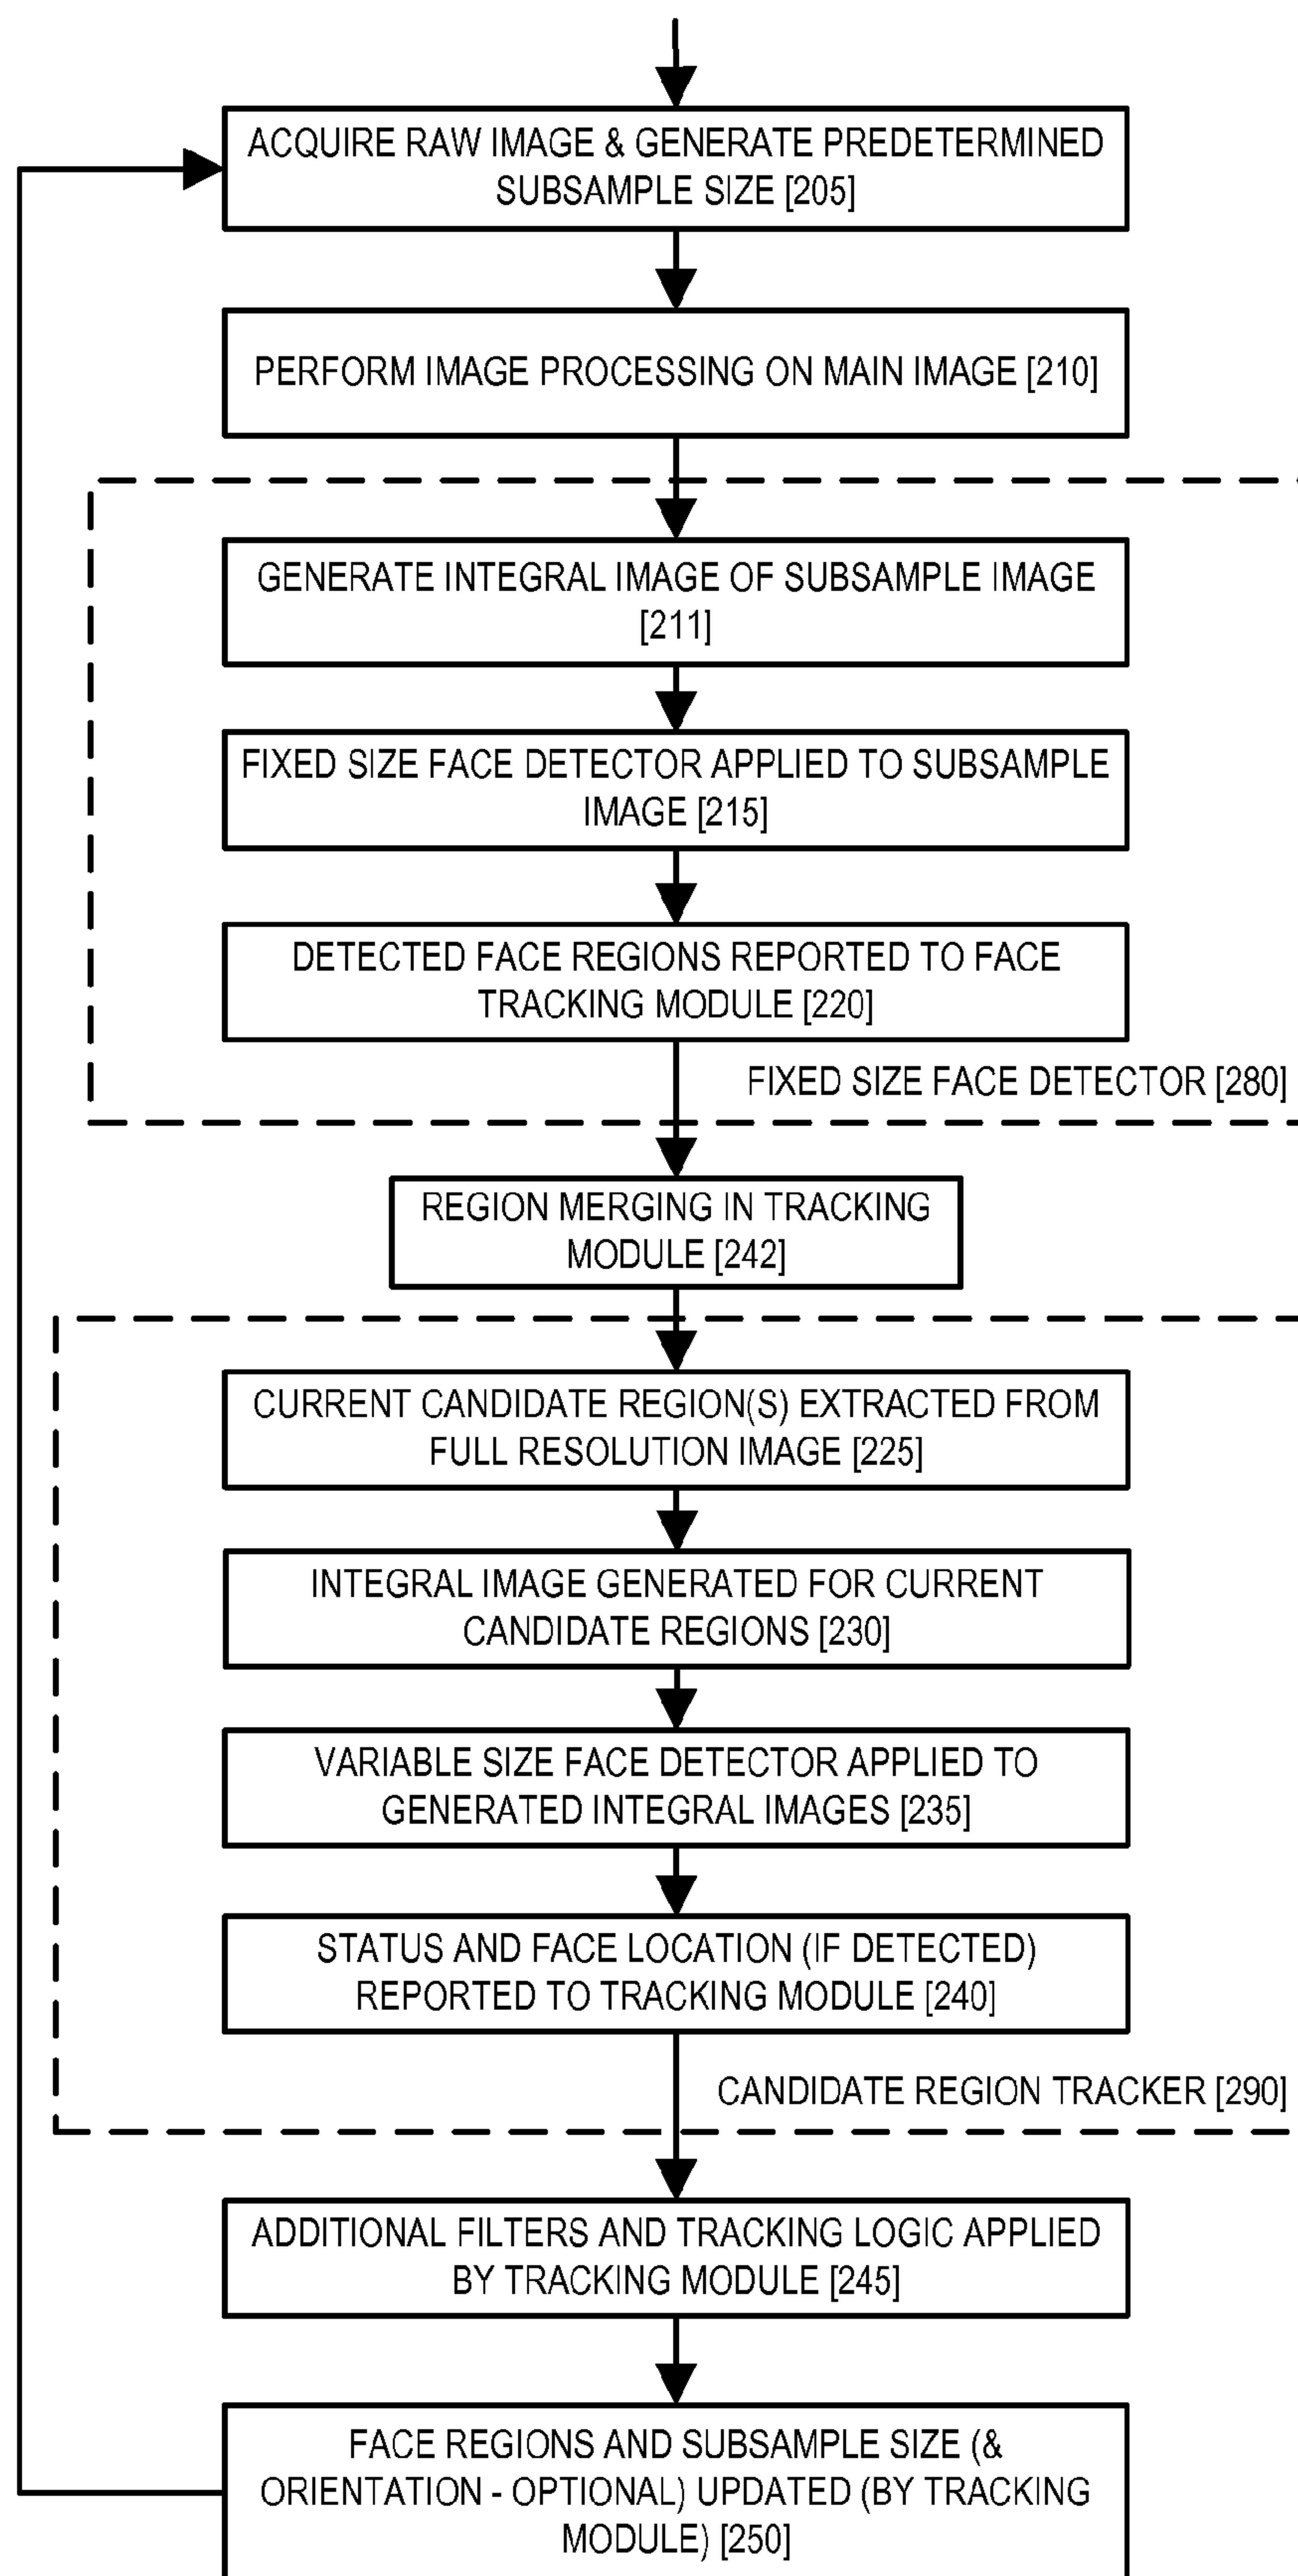 ACQUIRE RAW IMAGE & GENERATE PREDETERMINED
SUBSAMPLE SIZE [205]
PERFORM IMAGE PROCESSING ON MAIN IMAGE [210]
GENERATE INTEGRAL IMAGE OF SUBSAMPLE IMAGE
[211]
FIXED SIZE FACE DETECTOR APPLIED TO SUBSAMPLE
IMAGE [215]
DETECTED FACE REGIONS REPORTED TO FACE
TRACKING MODULE [220]
FIXED SIZE FACE DETECTOR [280]
REGION MERGING IN TRACKING
MODULE [242]
CURRENT CANDIDATE REGION(S) EXTRACTED FROM
FULL RESOLUTION IMAGE [225]
INTEGRAL IMAGE GENERATED FOR CURRENT
CANDIDATE REGIONS [230]
VARIABLE SIZE FACE DETECTOR APPLIED TO
GENERATED INTEGRAL IMAGES [235]
STATUS AND FACE LOCATION (IF DETECTED)
REPORTED TO TRACKING MODULE [240]
CANDIDATE REGION TRACKER [290]
ADDITIONAL FILTERS AND TRACKING LOGIC APPLIED
BY TRACKING MODULE [245]
FACE REGIONS AND SUBSAMPLE SIZE (&
ORIENTATION - OPTIONAL) UPDATED (BY TRACKING
MODULE) [250]